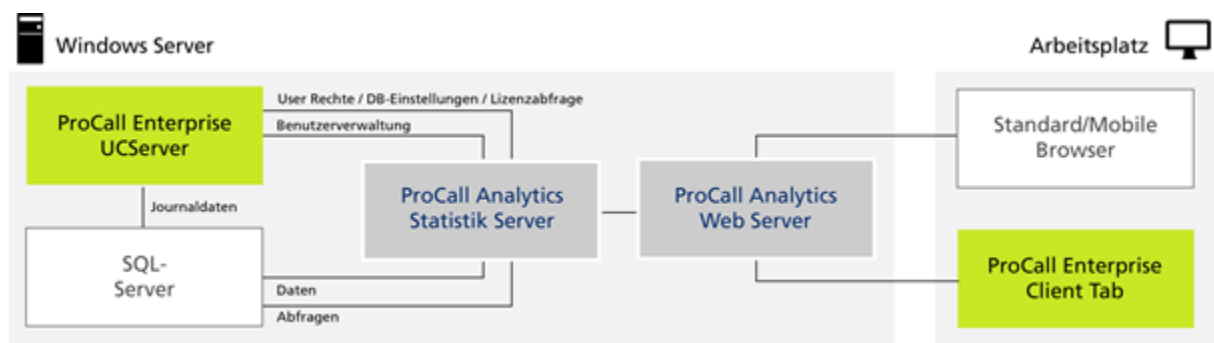 Windows Server
Arbeitsplatz
User Rechte / DB-Einstellungen / Lizenzabfrage
ProCall Enterprise
UCServer
Benutzerverwaltung
Standard/Mobile
Browser
ProCall Analytics
Statistik Server
ProCall Analytics
Web Server
Journaldaten
SQL-
Server
Daten
Abfragen
ProCall Enterprise
Client Tab